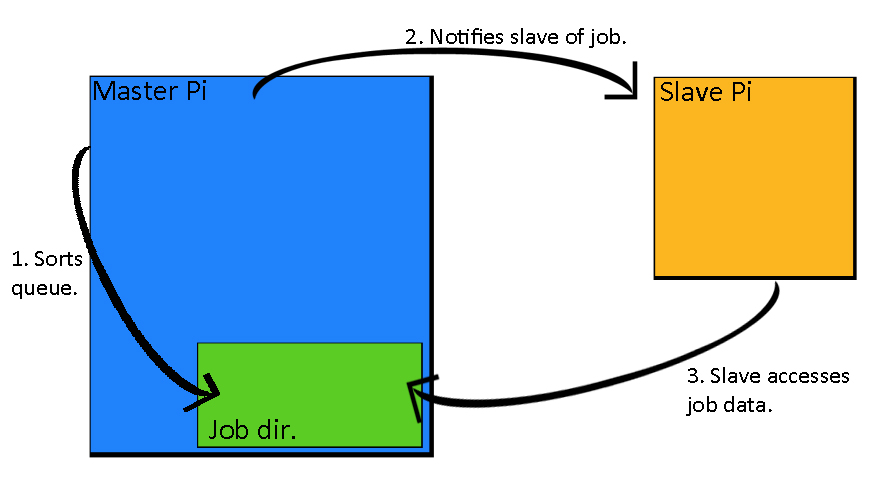 2. Notifies slave of job.
Master Pi
Slave Pi
1. Sorts
queue.
3. Slave accesses
job data.
Job dir.